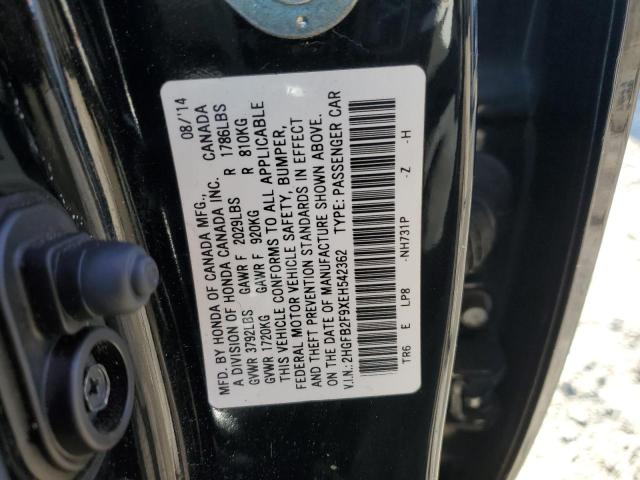 MFD. BY HONDA OF CANADA MFG., 08/'14
A DIVISION OF HONDA CANADA INC. CANADA
GVWR 3792LBS GAWR F 2029LBS R 1786LBS
GVWR 1720KG GAWR F 920KG R 810KG
THIS VEHICLE CONFORMS TO ALL APPLICABLE
FEDERAL MOTOR VEHICLE SAFETY, BUMPER,
AND THEFT PREVENTION STANDARDS IN EFFECT
ON THE DATE OF MANUFACTURE SHOWN ABOVE.
V.I.N.: 2HGFB2F9XEH542362 TYPE: PASSENGER CAR
TR6 E LP8 -NH731P -Z -H